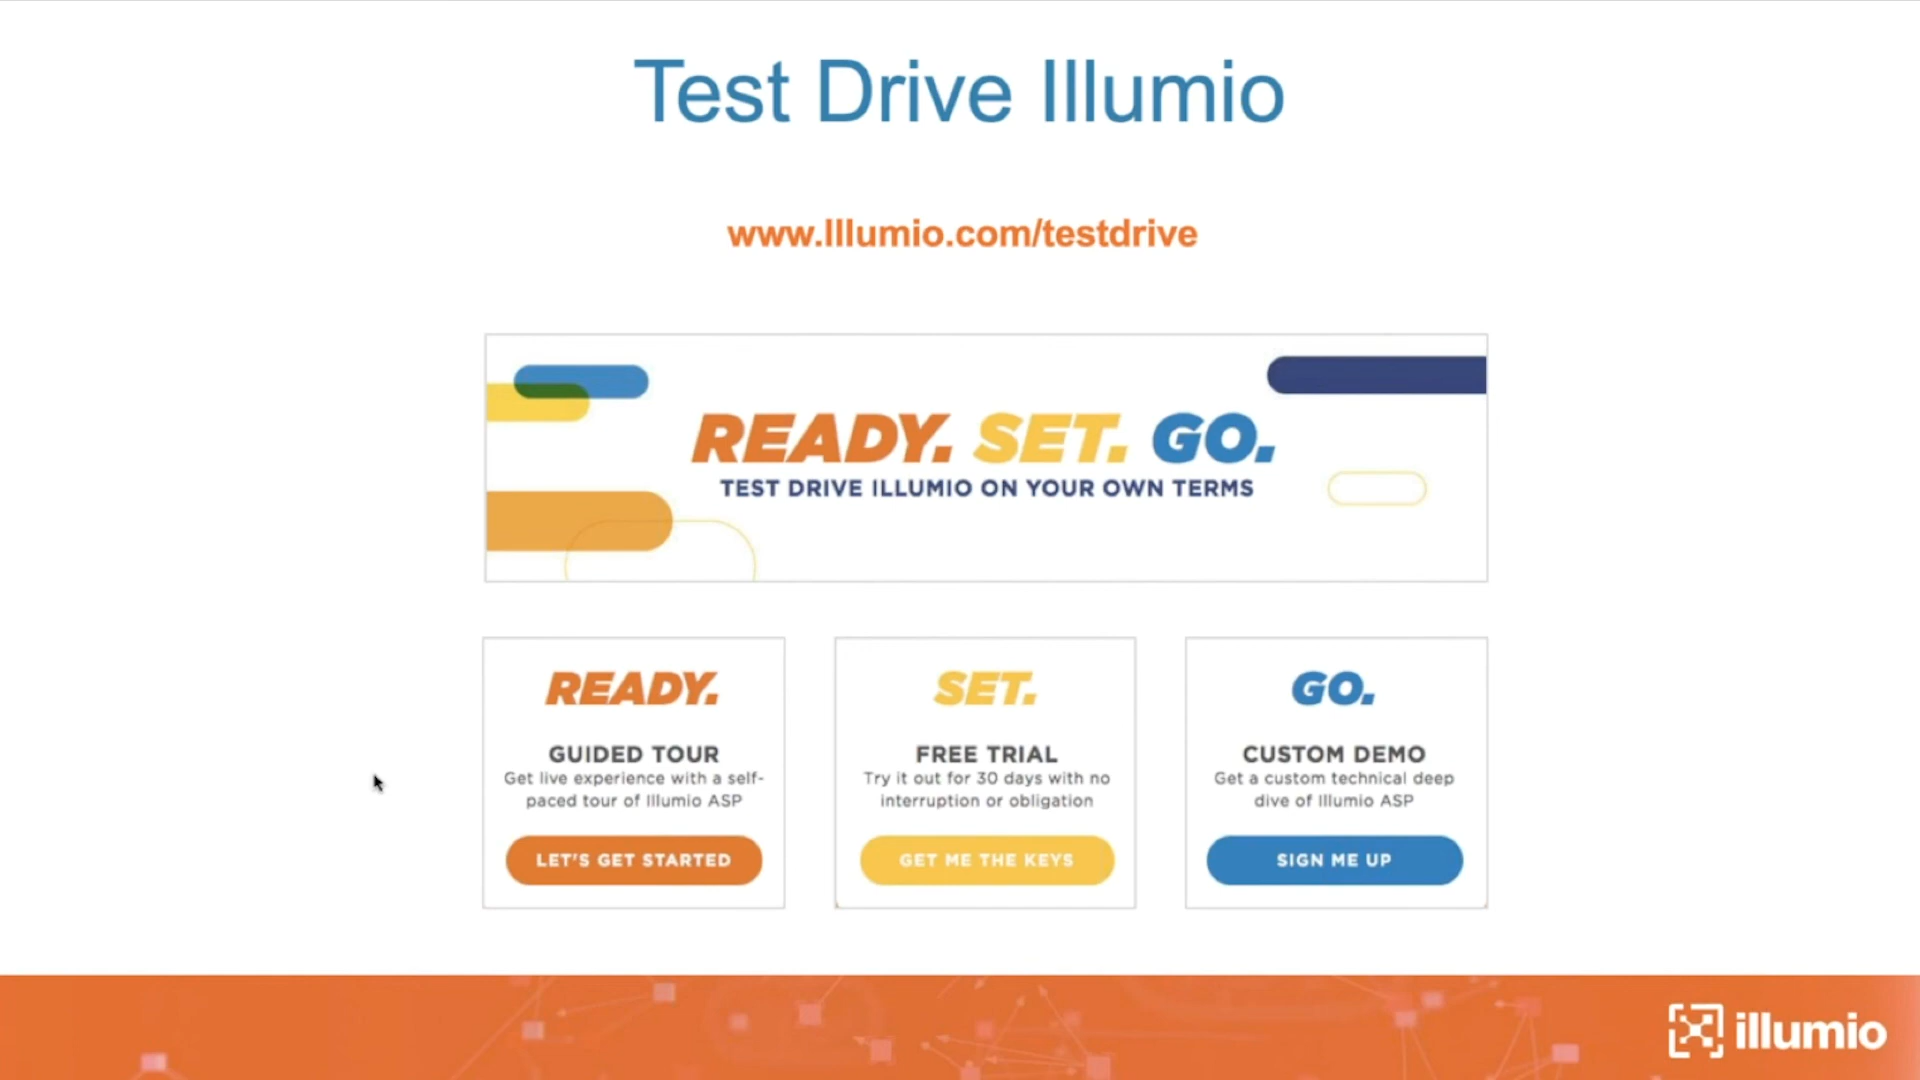 Test Drive Illumio
www.Illumio.com/testdrive
READY. SET. GO.
TEST DRIVE ILLUMIO ON YOUR OWN TERMS
READY.
GUIDED TOUR
Get live experience with a self-
paced tour of Illumio ASP
LET'S GET STARTED
SET.
FREE TRIAL
Try it out for 30 days with no
interruption or obligation
GET ME THE KEYS
GO.
CUSTOM DEMO
Get a custom technical deep
dive of Illumio ASP
SIGN ME UP
illumio